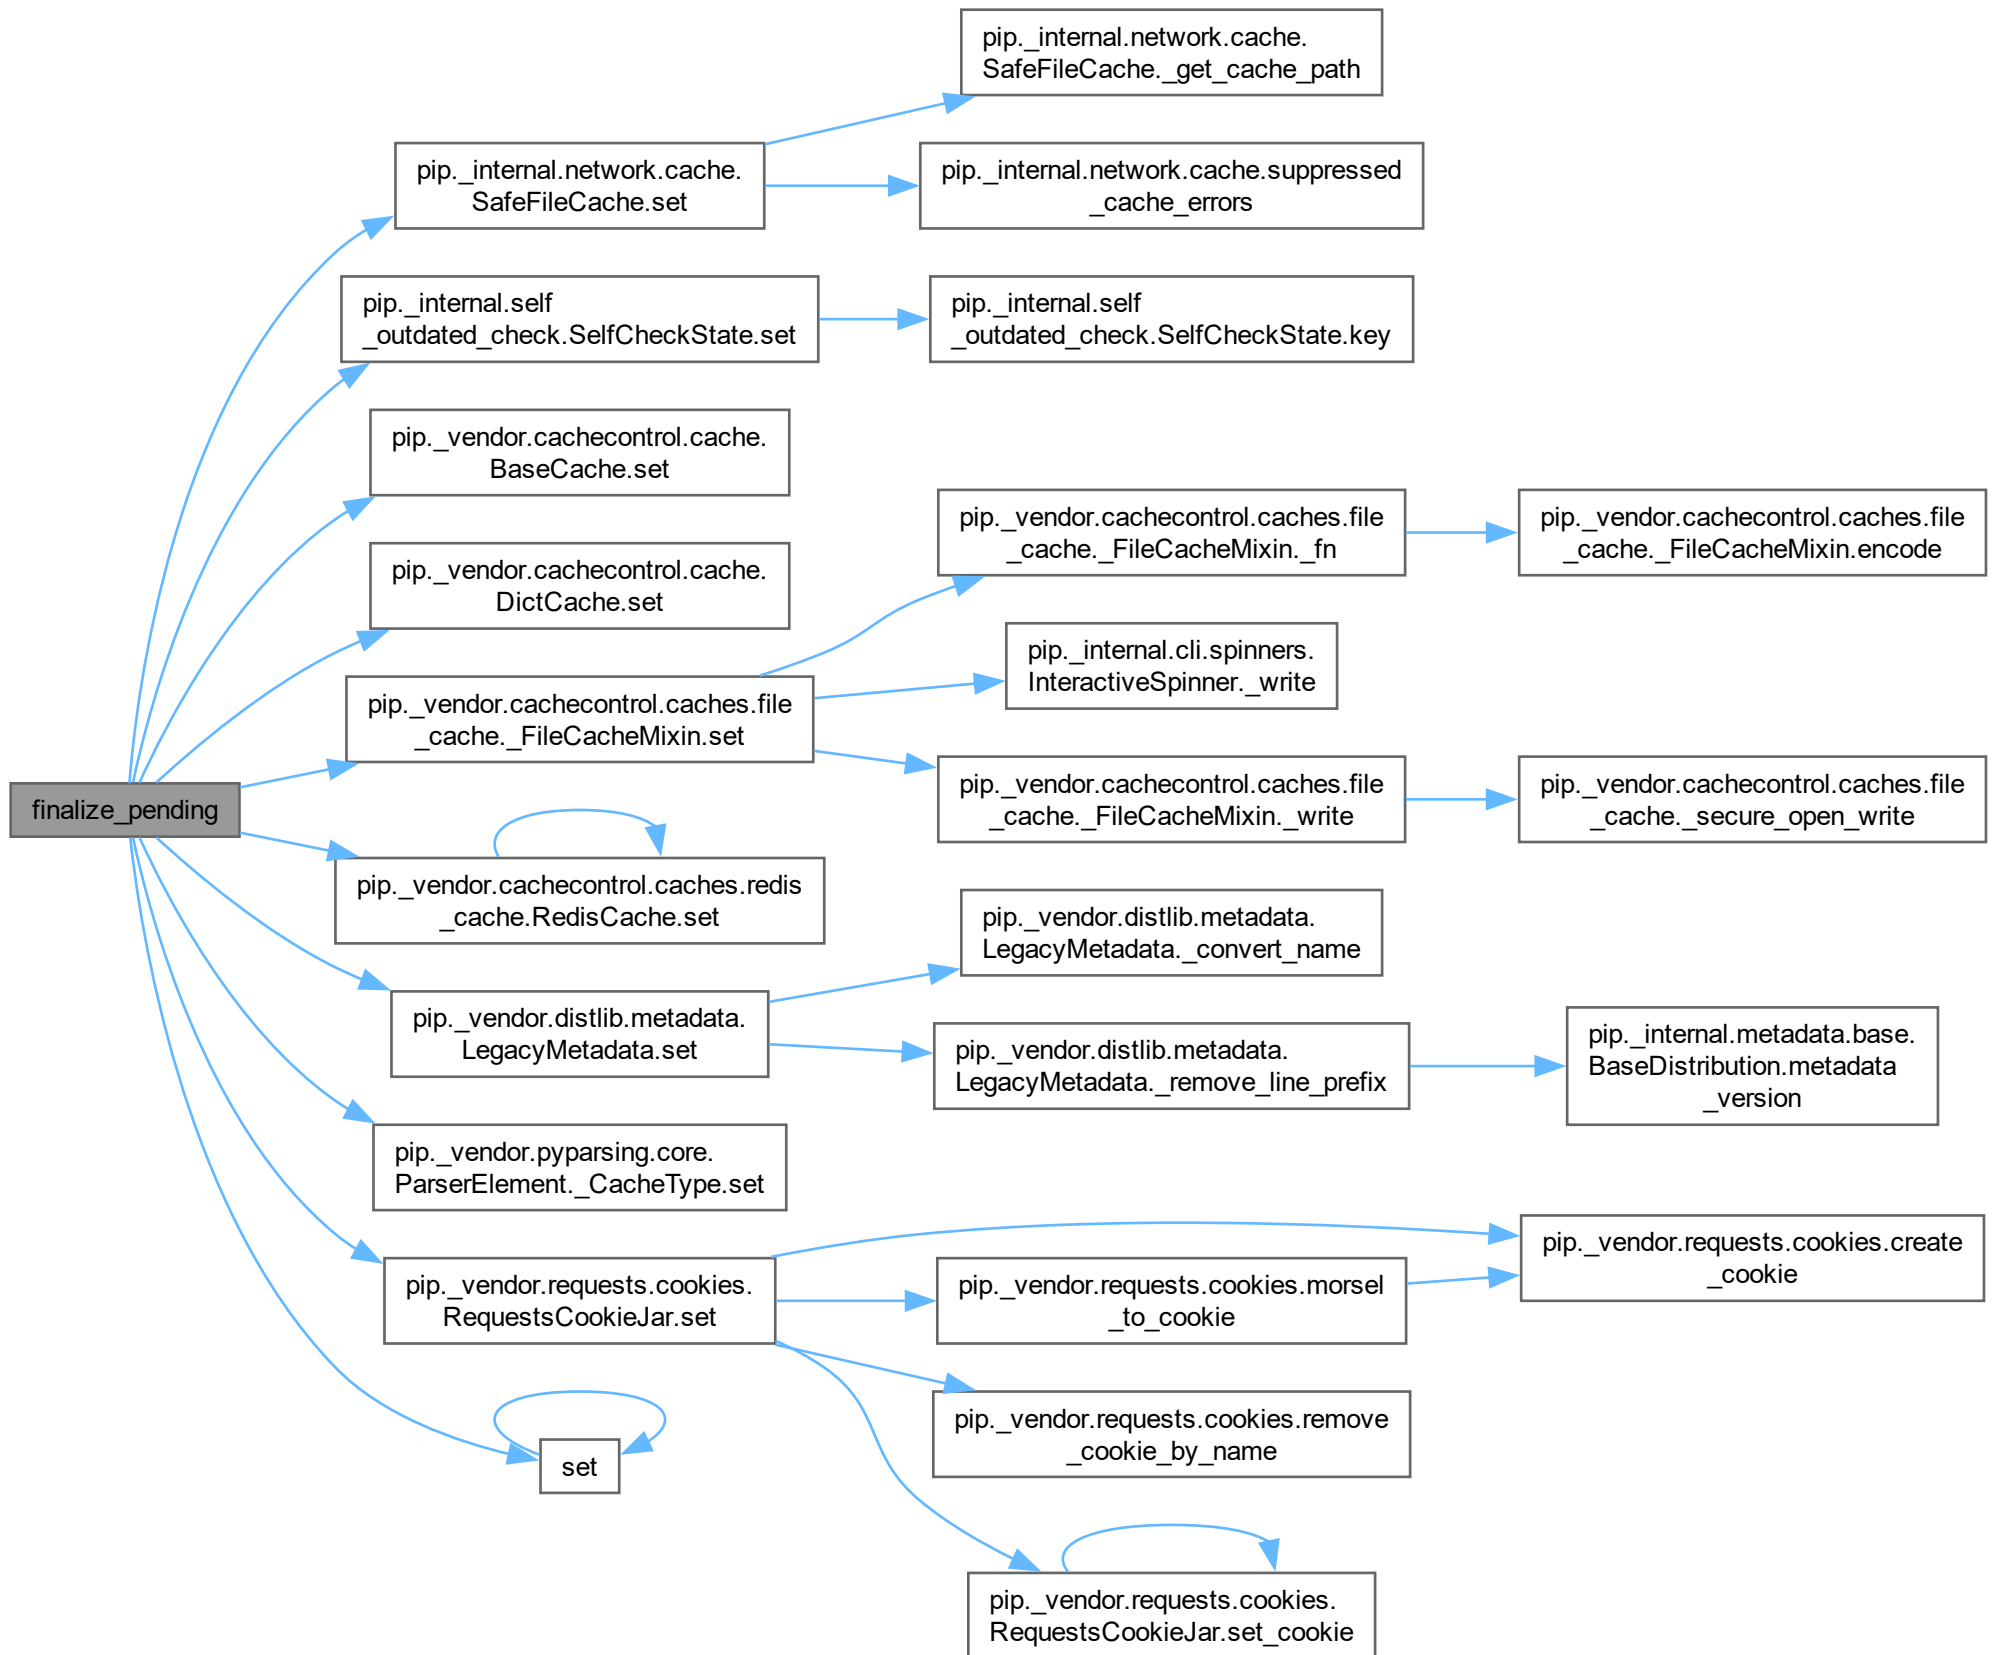 finalize_pending
pip._internal.network.cache.
SafeFileCache.set
pip._internal.network.cache.
SafeFileCache._get_cache_path
pip._internal.network.cache.suppressed
_cache_errors
pip._internal.self
_outdated_check.SelfCheckState.set
pip._internal.self
_outdated_check.SelfCheckState.key
pip._vendor.cachecontrol.cache.
BaseCache.set
pip._vendor.cachecontrol.cache.
DictCache.set
pip._vendor.cachecontrol.caches.file
_cache._FileCacheMixin.set
pip._vendor.cachecontrol.caches.file
_cache._FileCacheMixin._fn
pip._vendor.cachecontrol.caches.file
_cache._FileCacheMixin.encode
pip._internal.cli.spinners.
InteractiveSpinner._write
pip._vendor.cachecontrol.caches.file
_cache._FileCacheMixin._write
pip._vendor.cachecontrol.caches.file
_cache._secure_open_write
pip._vendor.cachecontrol.caches.redis
_cache.RedisCache.set
pip._vendor.distlib.metadata.
LegacyMetadata.set
pip._vendor.distlib.metadata.
LegacyMetadata._convert_name
pip._vendor.distlib.metadata.
LegacyMetadata._remove_line_prefix
pip._internal.metadata.base.
BaseDistribution.metadata
_version
pip._vendor.pyparsing.core.
ParserElement._CacheType.set
pip._vendor.requests.cookies.
RequestsCookieJar.set
pip._vendor.requests.cookies.create
_cookie
pip._vendor.requests.cookies.morsel
_to_cookie
pip._vendor.requests.cookies.remove
_cookie_by_name
pip._vendor.requests.cookies.
RequestsCookieJar.set_cookie
set